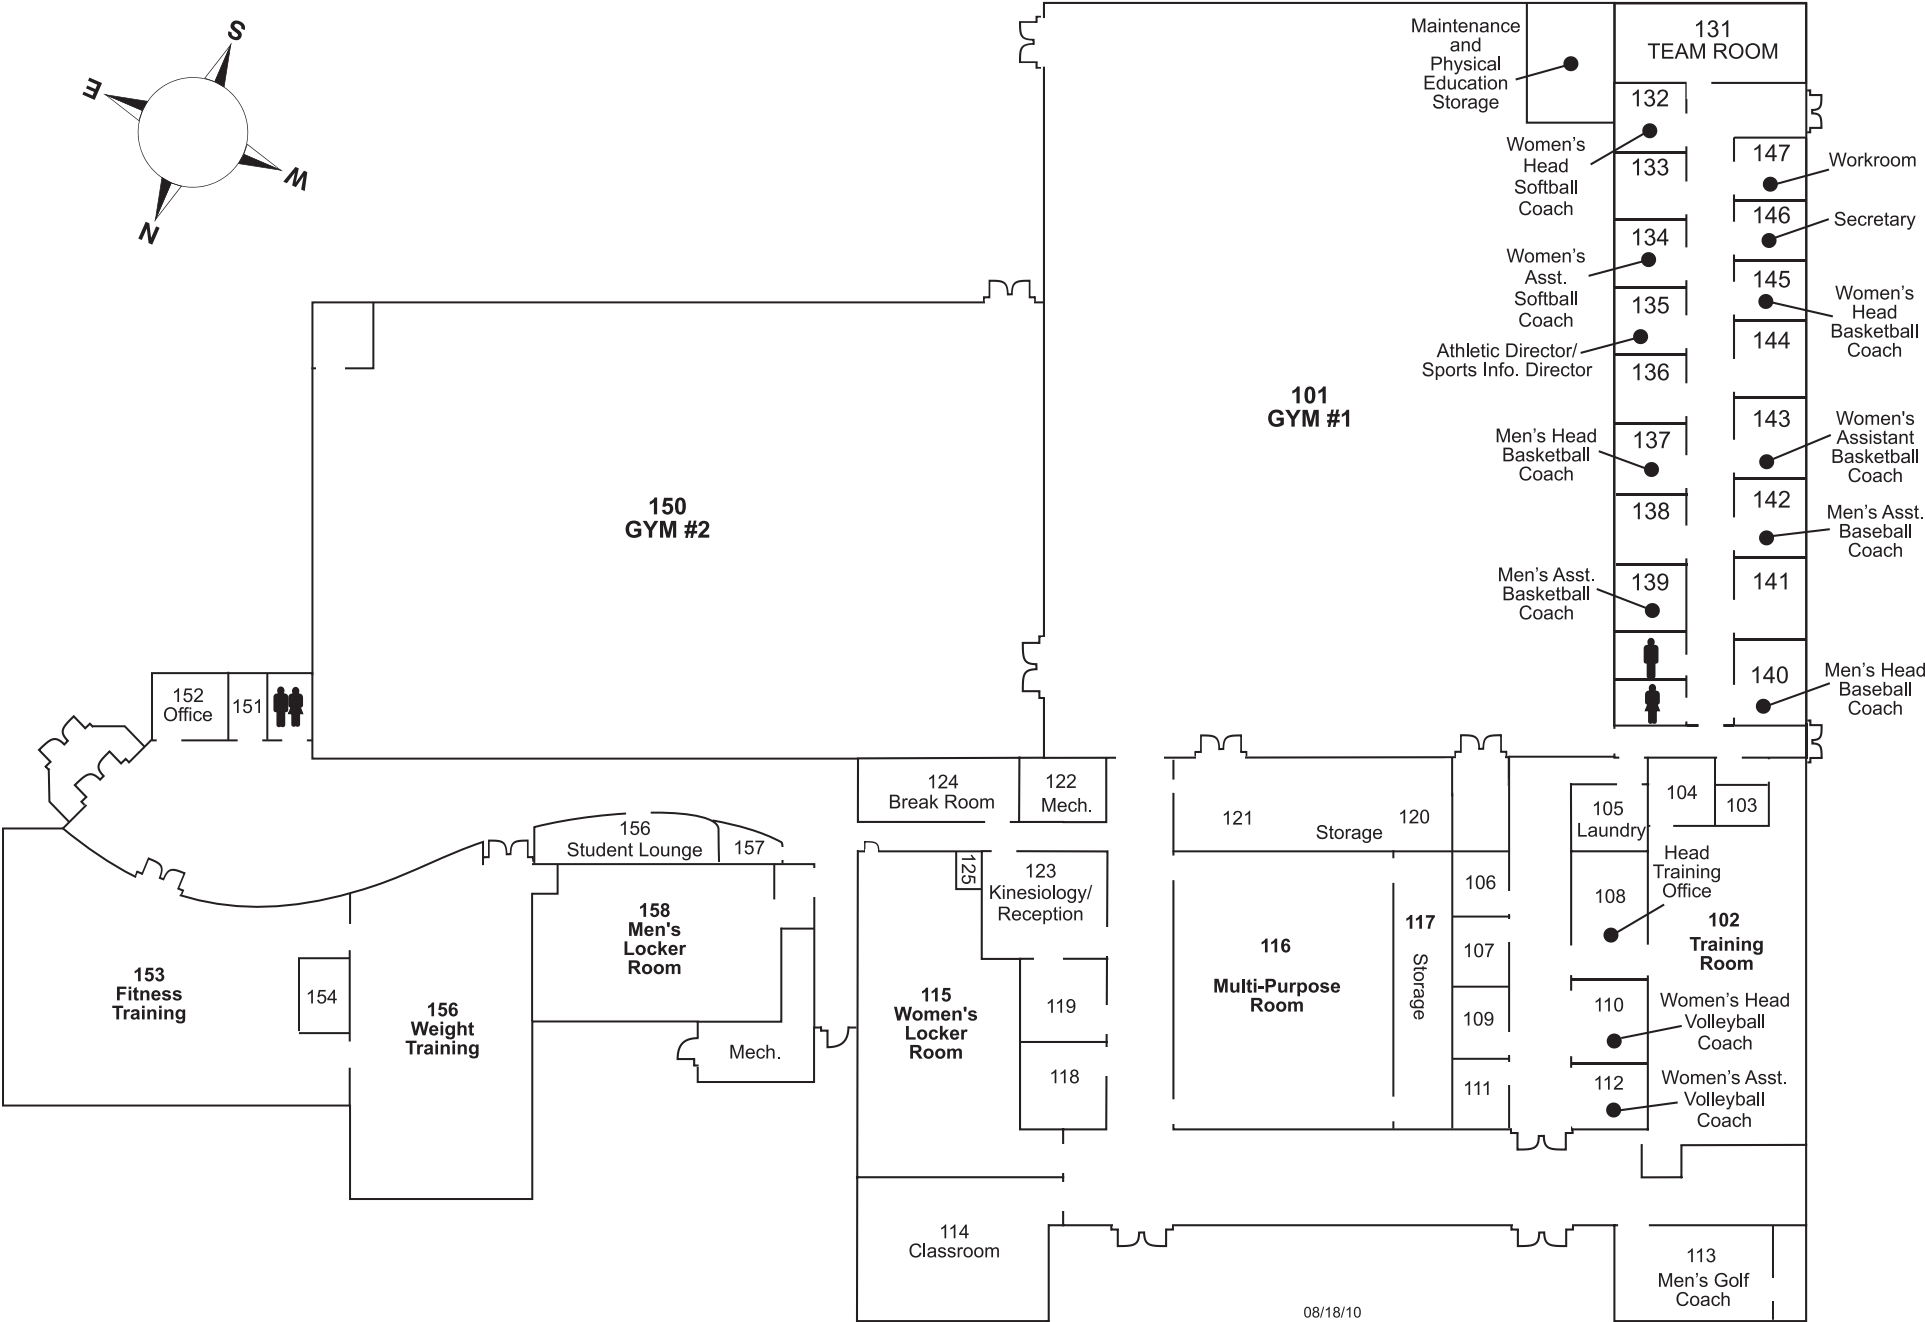 S
E
W
N
Maintenance
and
Physical
Education
Storage
131
TEAM ROOM
132
Women's
Head
Softball
Coach
133
147
Workroom
146
Secretary
134
Women's
Asst.
Softball
Coach
145
Women's
Head
Basketball
Coach
135
Athletic Director/
Sports Info. Director
144
136
101
GYM #1
143
Women's
Assistant
Basketball
Coach
137
Men's Head
Basketball
Coach
142
Men's Asst.
Baseball
Coach
138
150
GYM #2
139
Men's Asst.
Basketball
Coach
141
140
Men's Head
Baseball
Coach
152
Office
151
124
Break Room
122
Mech.
121
Storage
120
105
Laundry
104
103
156
Student Lounge
157
125
123
Kinesiology/
Reception
106
108
Head
Training
Office
158
Men's
Locker
Room
116
Multi-Purpose
Room
117
Storage
107
102
Training
Room
153
Fitness
Training
154
156
Weight
Training
115
Women's
Locker
Room
119
109
110
Women's Head
Volleyball
Coach
Mech.
118
111
112
Women's Asst.
Volleyball
Coach
114
Classroom
113
Men's Golf
Coach
08/18/10